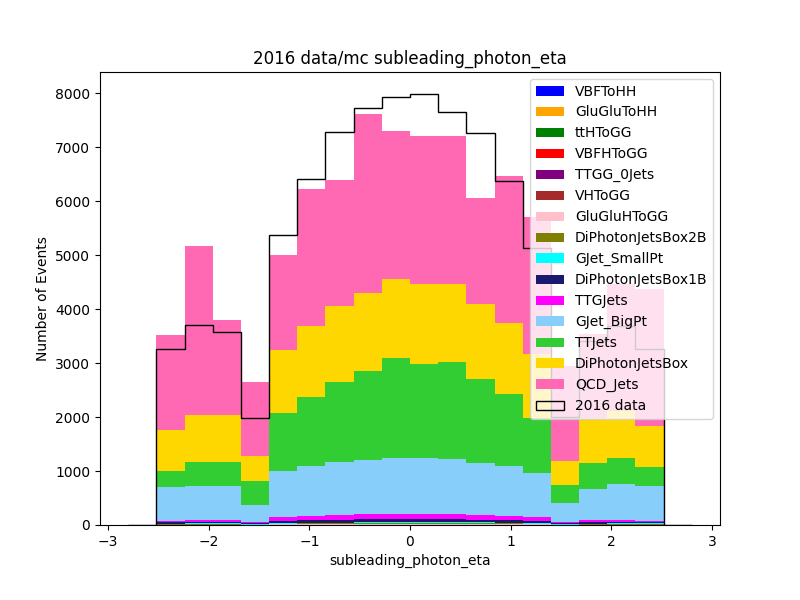 2016 data/mc subleading_photon_eta
Number of Events
8000
7000
6000
5000
4000
3000
2000
1000
0
−3
−2
−1
0
1
2
3
subleading_photon_eta
VBFToHH
GluGluToHH
ttHToGG
VBFHToGG
TTGG_0Jets
VHToGG
GluGluHToGG
DiPhotonJetsBox2B
GJet_SmallPt
DiPhotonJetsBox1B
TTGJets
GJet_BigPt
TTJets
DiPhotonJetsBox
QCD_Jets
2016 data